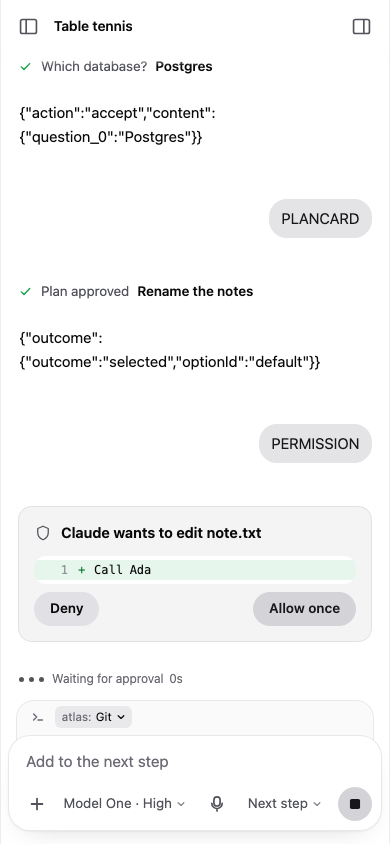 Table tennis
Which database? Postgres
{"action":"accept","content":
{"question_0":"Postgres"}}
PLANCARD
Plan approved Rename the notes
{"outcome":
{"outcome":"selected","optionId":"default"}}
PERMISSION
Claude wants to edit note.txt
1 + Call Ada
Deny
Allow once
Waiting for approval 0s
atlas: Git
Add to the next step
Model One · High
Next step